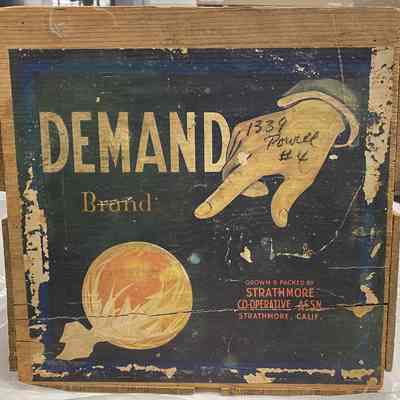 DEMAND
1339
Powell
#4
Brand
GROWN & PACKED BY
STRATHMORE
CO-OPERATIVE ASSN
STRATHMORE, CALIF.